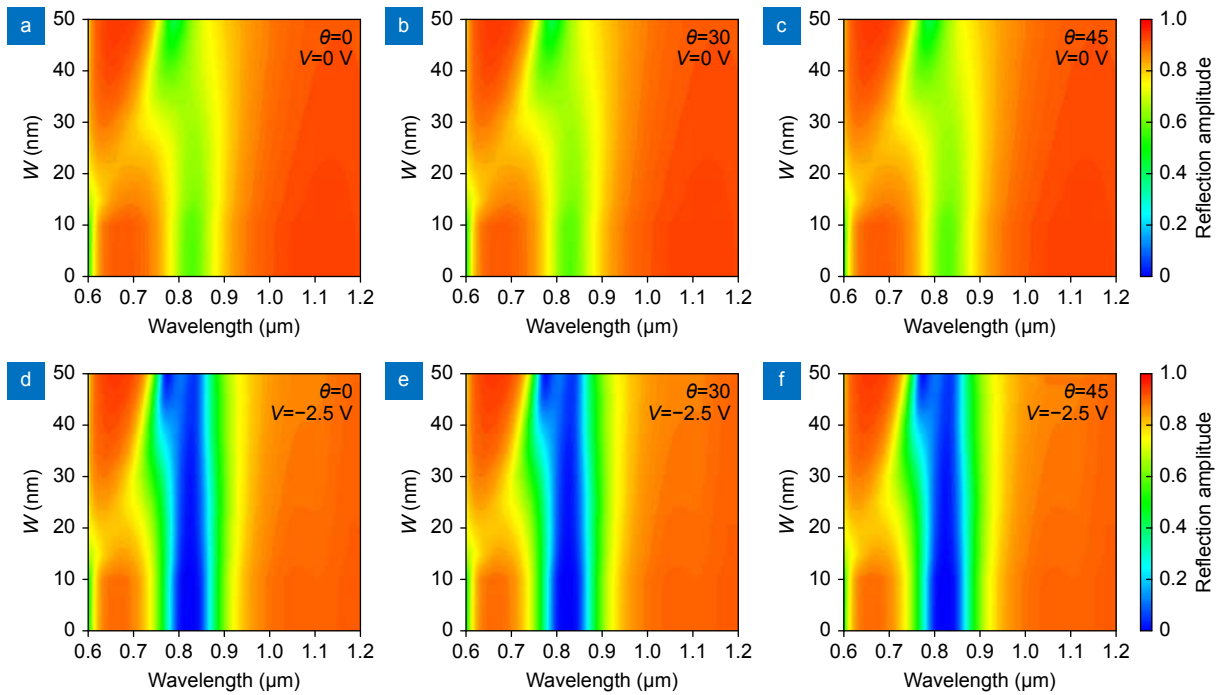 a
b
c
50
40
30
20
10
0
W (nm)
θ=0
V=0 V
0.6 0.7 0.8 0.9 1.0 1.1 1.2
Wavelength (µm)
50
40
30
20
10
0
W (nm)
θ=30
V=0 V
0.6 0.7 0.8 0.9 1.0 1.1 1.2
Wavelength (µm)
50
40
30
20
10
0
W (nm)
θ=45
V=0 V
0.6 0.7 0.8 0.9 1.0 1.1 1.2
Wavelength (µm)
1.0
0.8
0.6
0.4
0.2
0
Reflection amplitude
d
e
f
50
40
30
20
10
0
W (nm)
θ=0
V=−2.5 V
0.6 0.7 0.8 0.9 1.0 1.1 1.2
Wavelength (µm)
50
40
30
20
10
0
W (nm)
θ=30
V=−2.5 V
0.6 0.7 0.8 0.9 1.0 1.1 1.2
Wavelength (µm)
50
40
30
20
10
0
W (nm)
θ=45
V=−2.5 V
0.6 0.7 0.8 0.9 1.0 1.1 1.2
Wavelength (µm)
1.0
0.8
0.6
0.4
0.2
0
Reflection amplitude